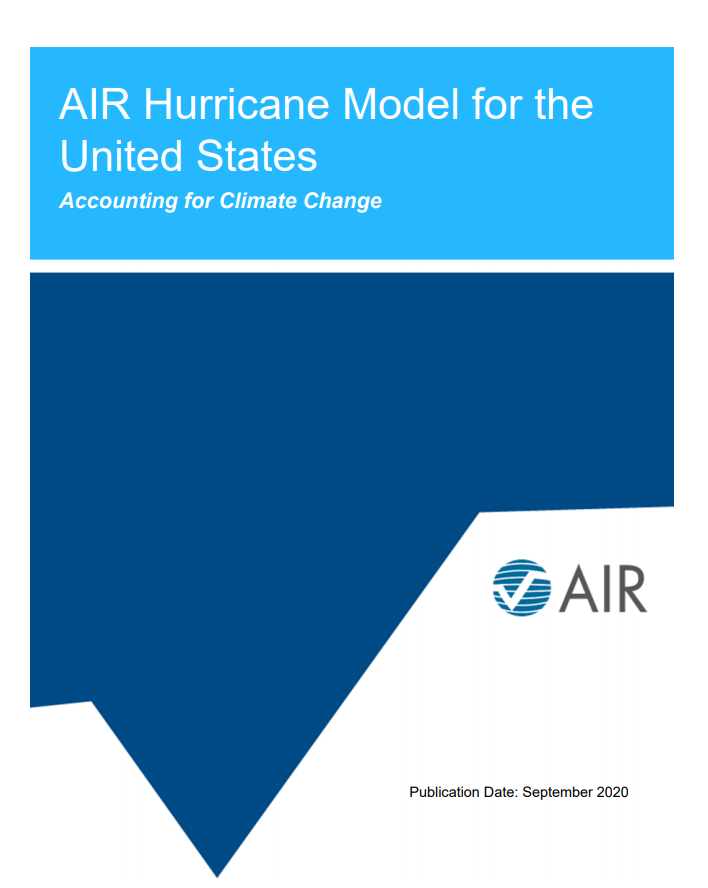 AIR Hurricane Model for the
United States
Accounting for Climate Change
AIR
Publication Date: September 2020